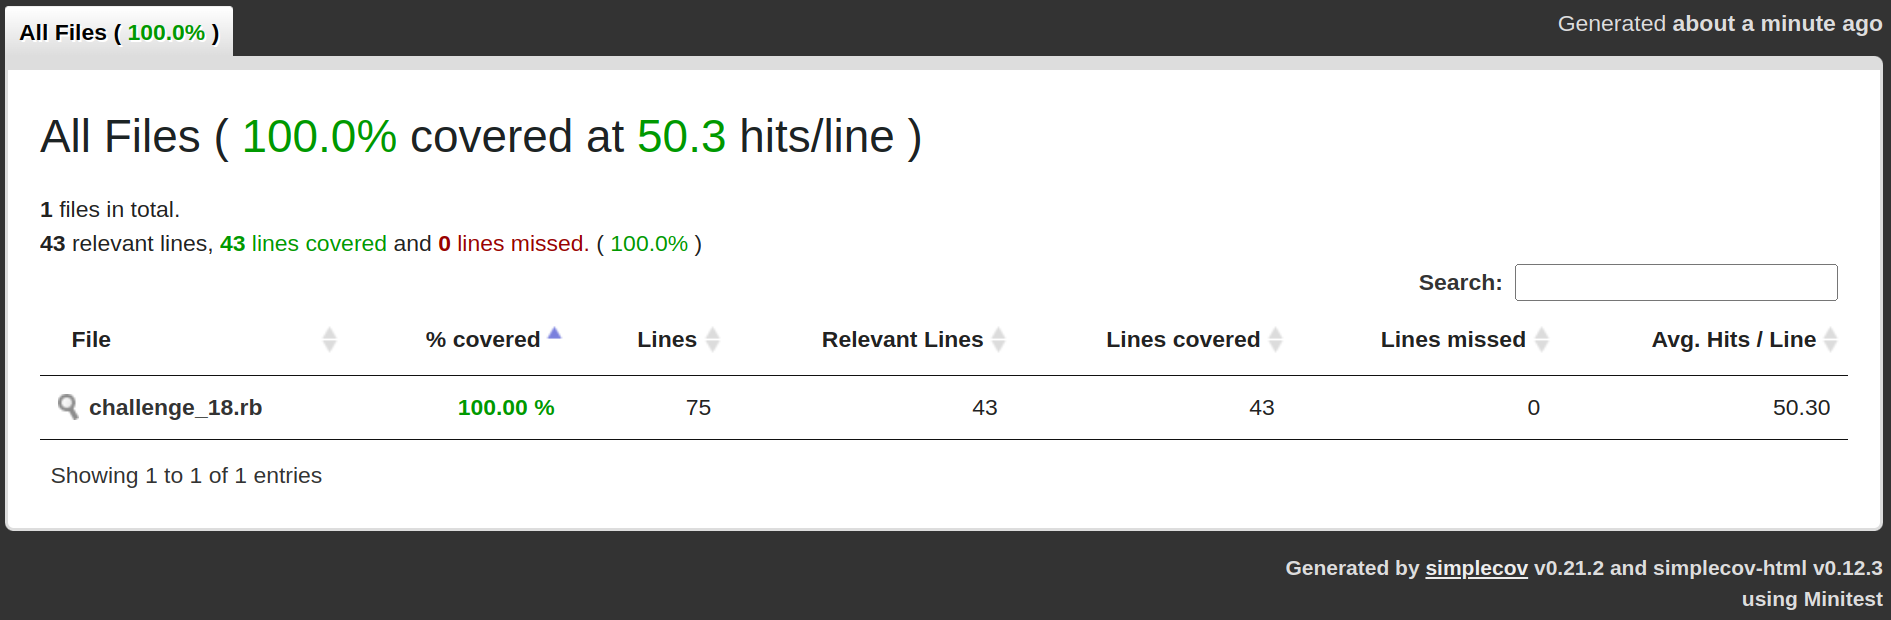 All Files ( 100.0% )
Generated about a minute ago
All Files ( 100.0% covered at 50.3 hits/line )
1 files in total.
43 relevant lines, 43 lines covered and 0 lines missed. ( 100.0% )
Search:
File % covered Lines Relevant Lines Lines covered Lines missed Avg. Hits / Line
challenge_18.rb 100.00 % 75 43 43 0 50.30
Showing 1 to 1 of 1 entries
Generated by simplecov v0.21.2 and simplecov-html v0.12.3
using Minitest